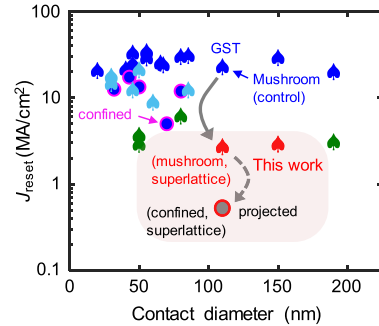 100
GST
Mushroom
(control)
confined
10
J reset (MA/cm²)
(mushroom,
superlattice)
This work
1
(confined,
superlattice)
projected
0.1
0 50 100 150 200
Contact diameter (nm)